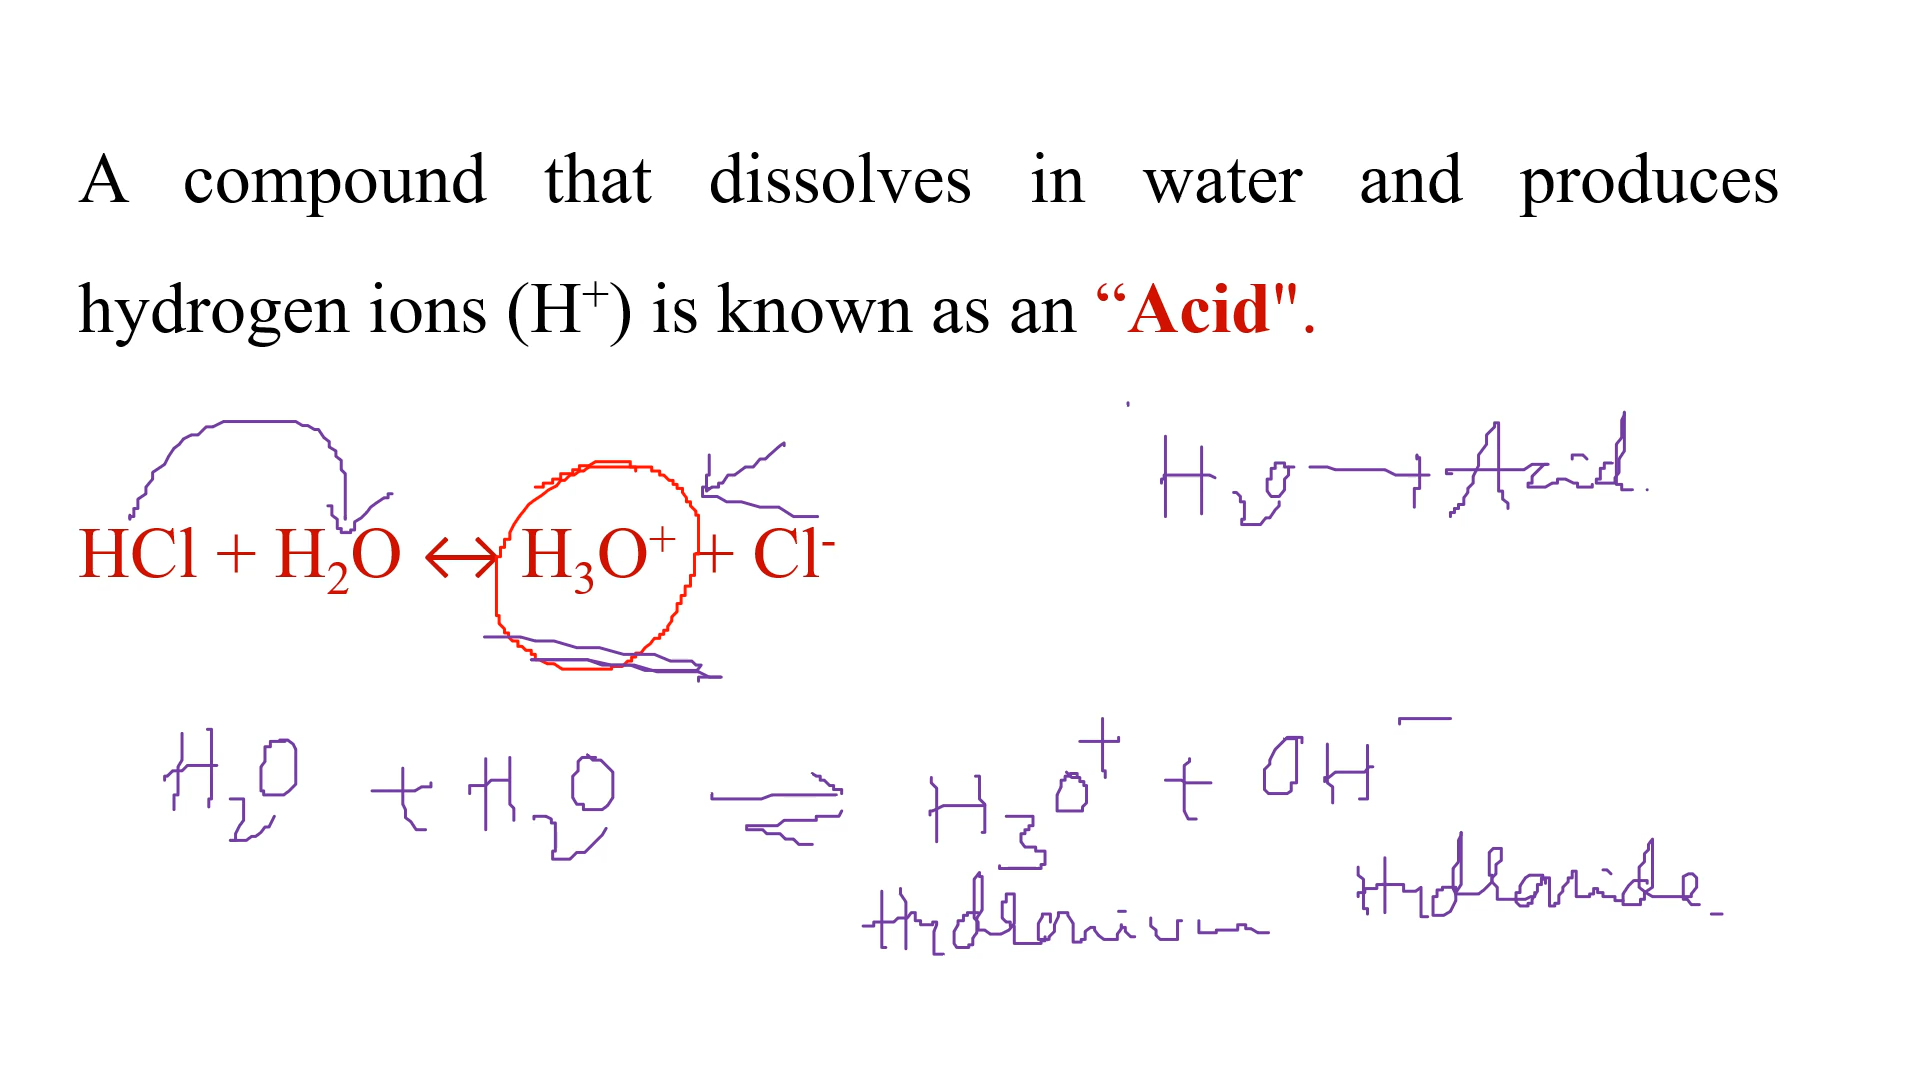 A compound that dissolves in water and produces
hydrogen ions (H⁺) is known as an “Acid".
H₂O → Acid.
HCl + H₂O ↔ H₃O⁺ + Cl⁻
H₂O + H₂O ⇌ H₃O⁺ + OH⁻
Hydronium